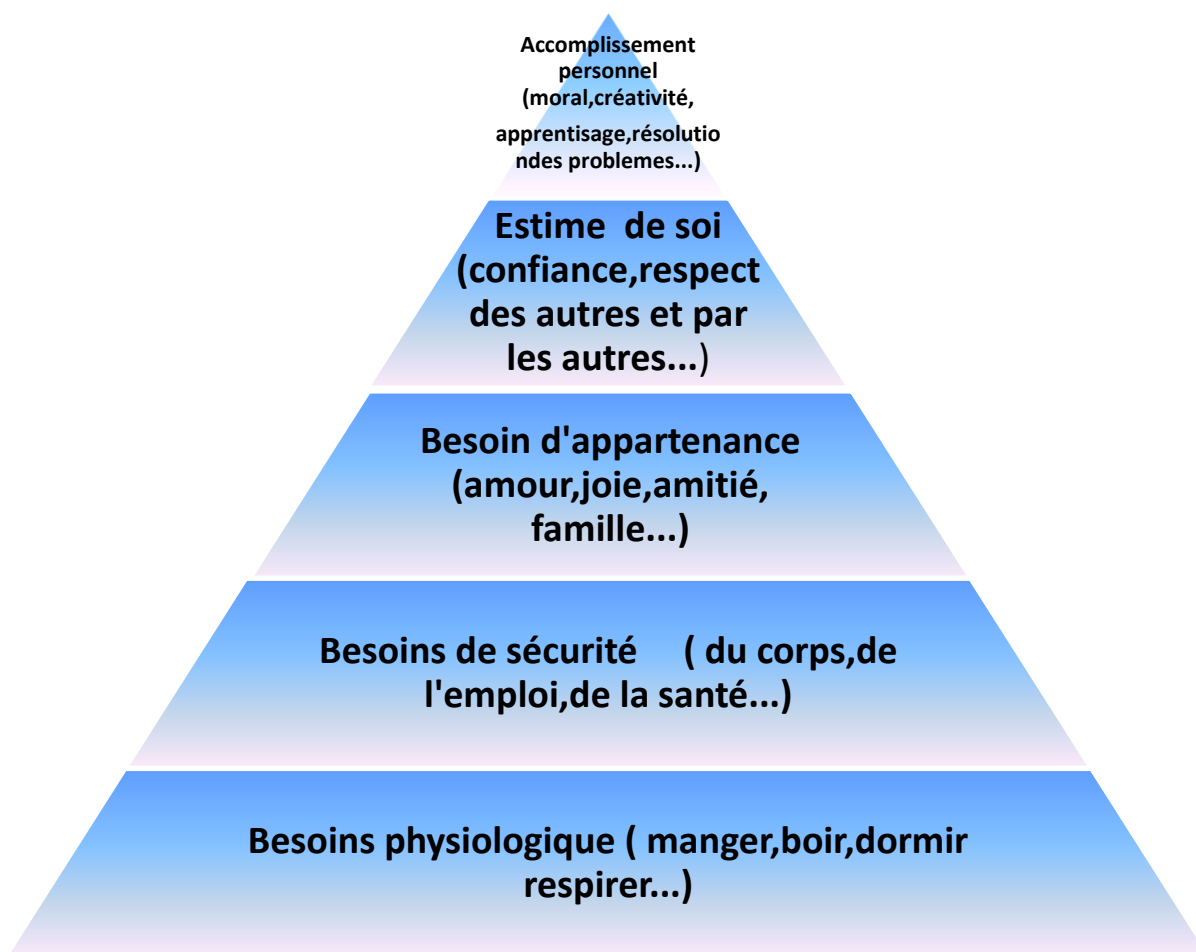 Accomplissement
personnel
(moral,créativité,
apprentisage,résolutio
ndes problemes...)
Estime  de soi
(confiance,respect
des autres et par
les autres...)
Besoin d'appartenance
(amour,joie,amitié,
famille...)
Besoins de sécurité    ( du corps,de
l'emploi,de la santé...)
Besoins physiologique ( manger,boir,dormir
respirer...)